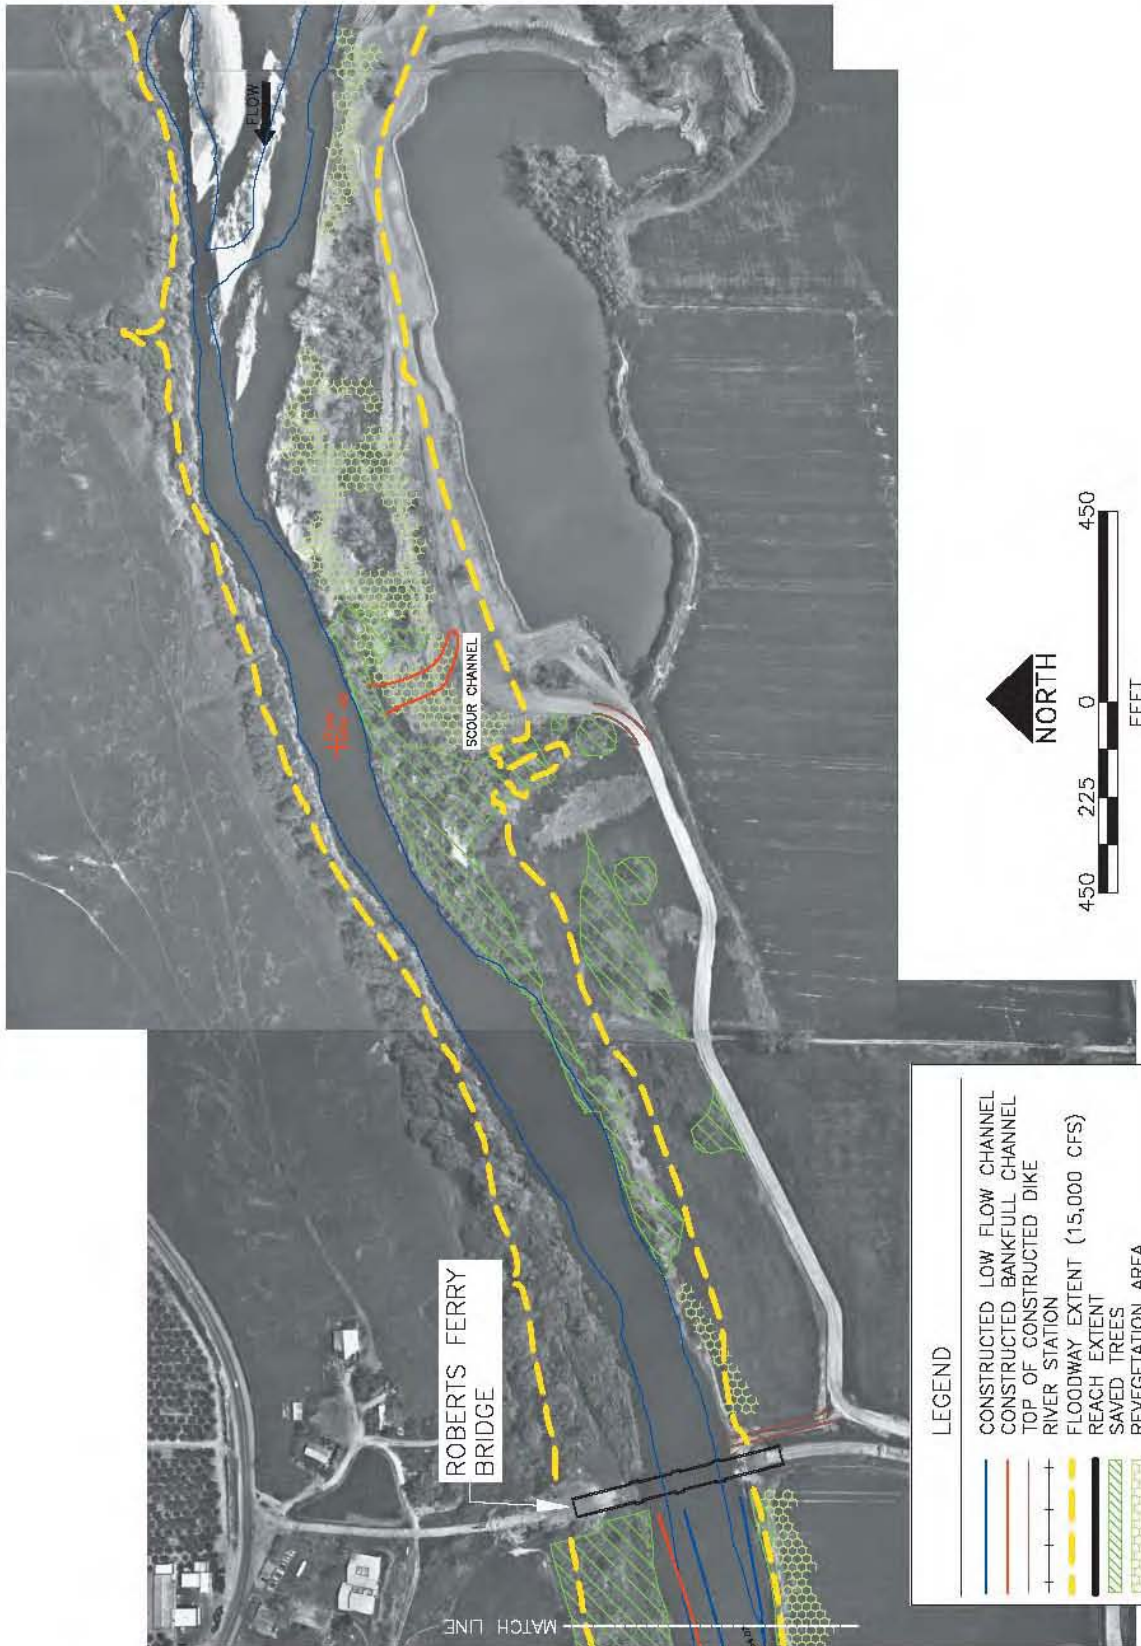 FLOW
SCOUR CHANNEL
ROBERTS FERRY
BRIDGE
MATCH LINE
NORTH
450 225 0 450
FEET
LEGEND
CONSTRUCTED LOW FLOW CHANNEL
CONSTRUCTED BANKFULL CHANNEL
TOP OF CONSTRUCTED DIKE
RIVER STATION
FLOODWAY EXTENT (15,000 CFS)
REACH EXTENT
SAVED TREES
REVEGETATION AREA